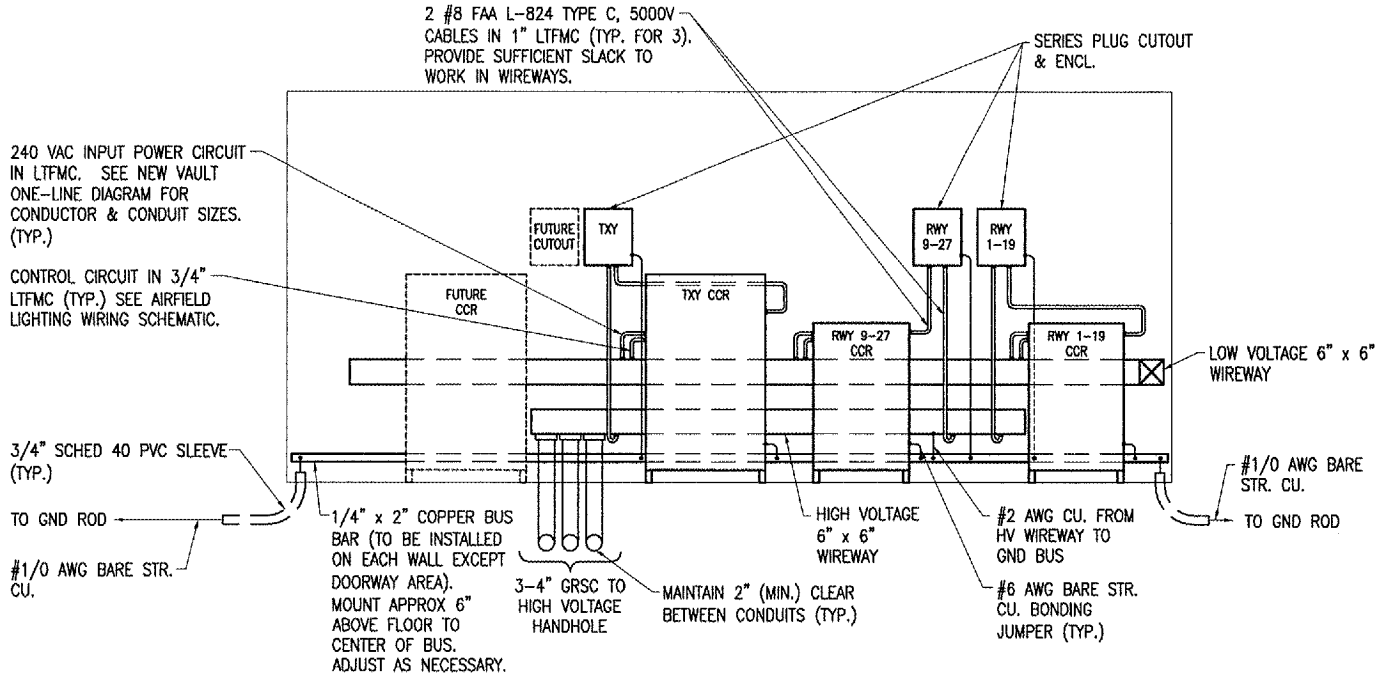 2 #8 FAA L-824 TYPE C, 5000V
CABLES IN 1" LTFMC (TYP. FOR 3).
PROVIDE SUFFICIENT SLACK TO
WORK IN WIREWAYS.
SERIES PLUG CUTOUT
& ENCL.
240 VAC INPUT POWER CIRCUIT
IN LTFMC. SEE NEW VAULT
ONE-LINE DIAGRAM FOR
CONDUCTOR & CONDUIT SIZES.
(TYP.)
CONTROL CIRCUIT IN 3/4"
LTFMC (TYP.) SEE AIRFIELD
LIGHTING WIRING SCHEMATIC.
FUTURE
CUTOUT
TXY
RWY
9-27
RWY
1-19
FUTURE
CCR
TXY CCR
RWY 9-27
CCR
RWY 1-19
CCR
LOW VOLTAGE 6" x 6"
WIREWAY
3/4" SCHED 40 PVC SLEEVE
(TYP.)
TO GND ROD
#1/0 AWG BARE STR.
CU.
1/4" x 2" COPPER BUS
BAR (TO BE INSTALLED
ON EACH WALL EXCEPT
DOORWAY AREA).
MOUNT APPROX 6"
ABOVE FLOOR TO
CENTER OF BUS.
ADJUST AS NECESSARY.
3-4" GRSC TO
HIGH VOLTAGE
HANDHOLE
MAINTAIN 2" (MIN.) CLEAR
BETWEEN CONDUITS (TYP.)
HIGH VOLTAGE
6" x 6"
WIREWAY
#2 AWG CU. FROM
HV WIREWAY TO
GND BUS
#6 AWG BARE STR.
CU. BONDING
JUMPER (TYP.)
#1/0 AWG BARE
STR. CU.
TO GND ROD